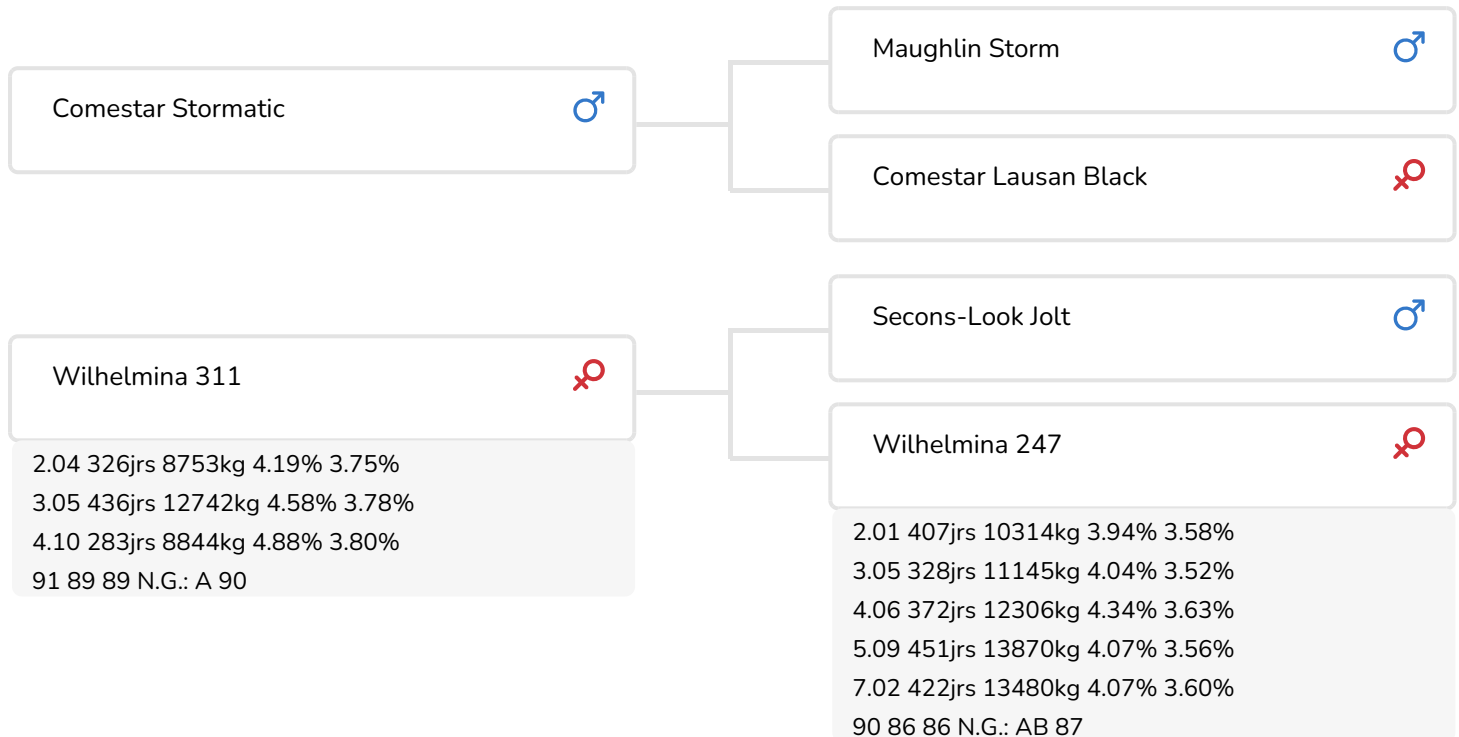 Comestar Stormatic
Maughlin Storm
Comestar Lausan Black
Wilhelmina 311
2.04 326jrs 8753kg 4.19% 3.75%
3.05 436jrs 12742kg 4.58% 3.78%
4.10 283jrs 8844kg 4.88% 3.80%
91 89 89 N.G.: A 90
Secons-Look Jolt
Wilhelmina 247
2.01 407jrs 10314kg 3.94% 3.58%
3.05 328jrs 11145kg 4.04% 3.52%
4.06 372jrs 12306kg 4.34% 3.63%
5.09 451jrs 13870kg 4.07% 3.56%
7.02 422jrs 13480kg 4.07% 3.60%
90 86 86 N.G.: AB 87